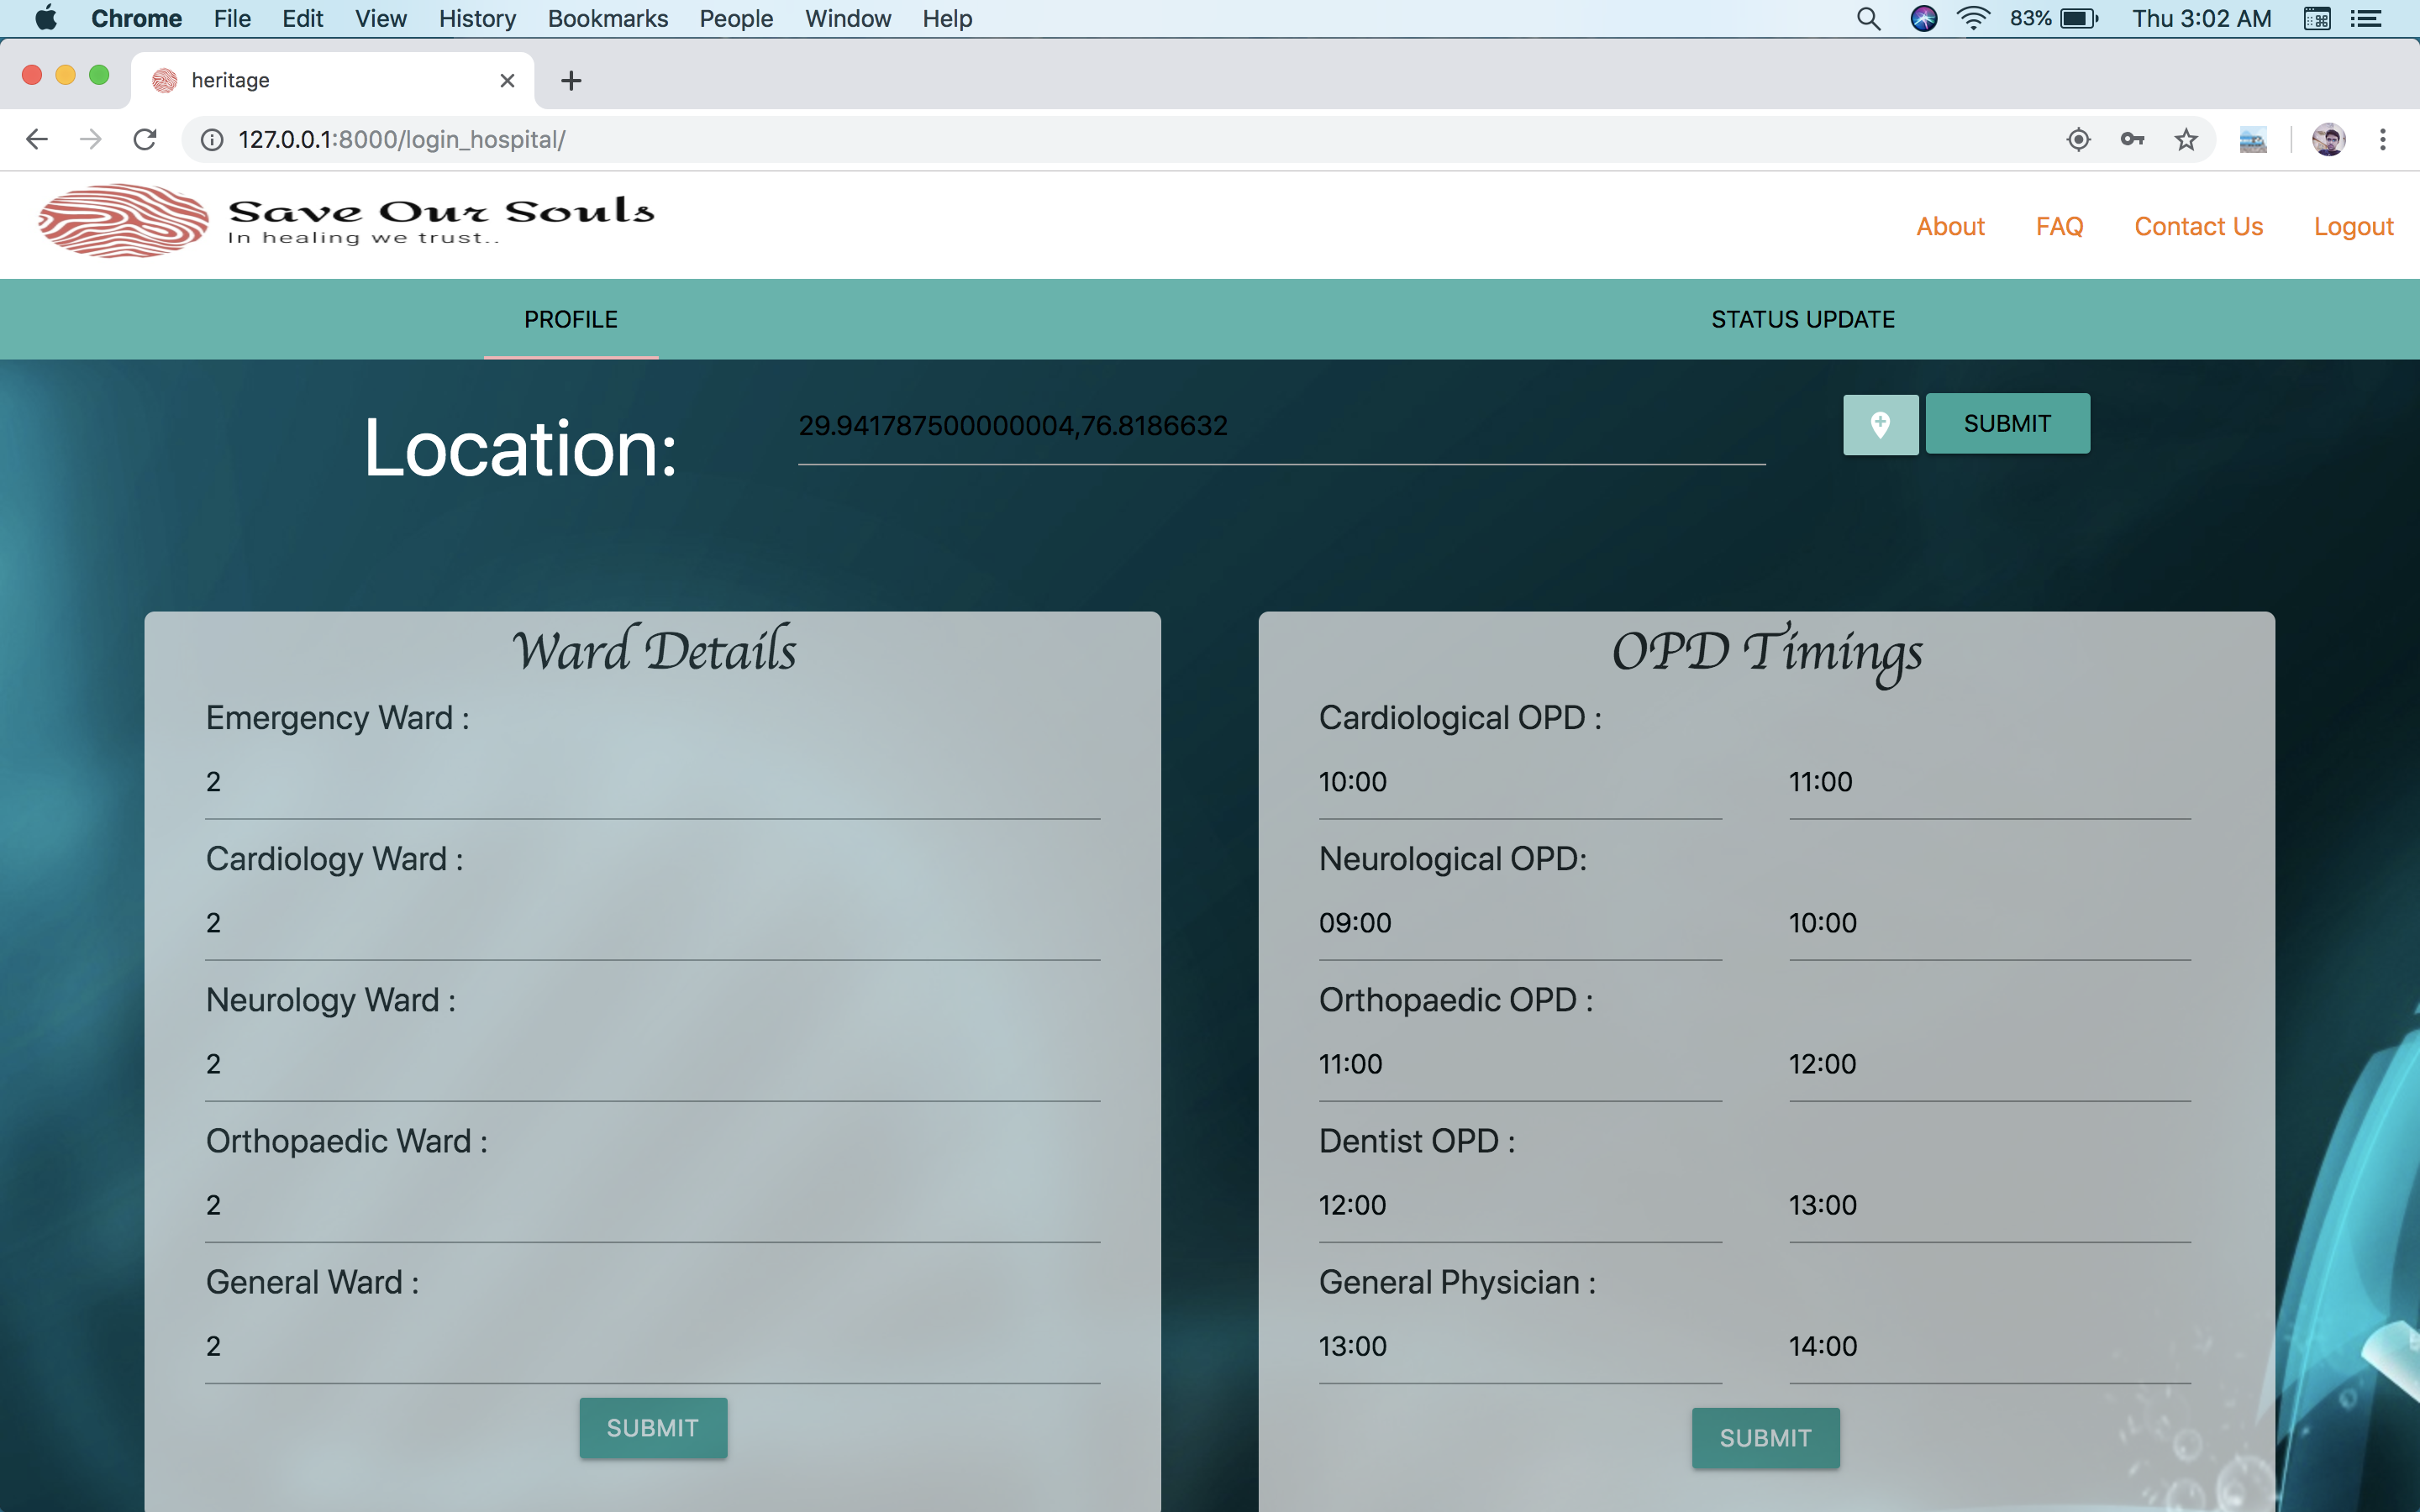 Chrome File Edit View History Bookmarks People Window Help 83% Thu 3:02 AM
heritage
127.0.0.1:8000/login_hospital/
Save Our Souls
In healing we trust..
About FAQ Contact Us Logout
PROFILE STATUS UPDATE
Location: 29.941787500000004,76.8186632 SUBMIT
Ward Details
Emergency Ward :
2
Cardiology Ward :
2
Neurology Ward :
2
Orthopaedic Ward :
2
General Ward :
2
SUBMIT
OPD Timings
Cardiological OPD :
10:00 11:00
Neurological OPD:
09:00 10:00
Orthopaedic OPD :
11:00 12:00
Dentist OPD :
12:00 13:00
General Physician :
13:00 14:00
SUBMIT